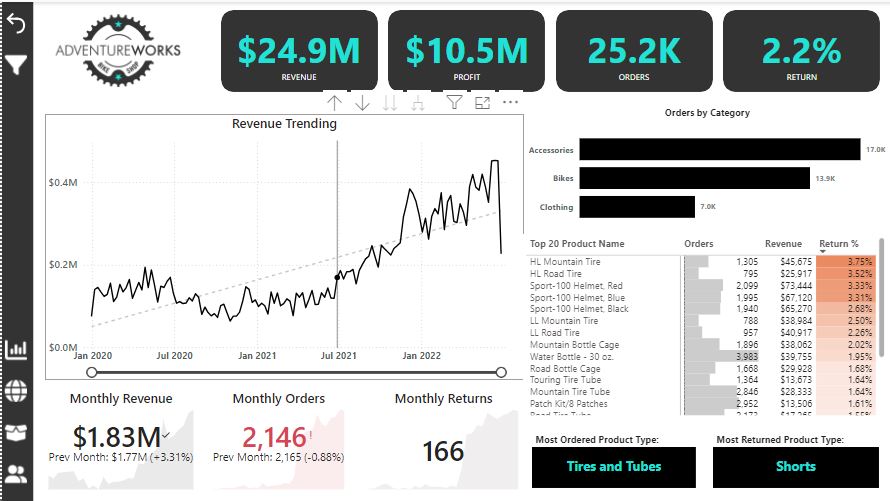 ADVENTUREWORKS
BIKE SHOP
$24.9M
REVENUE
$10.5M
PROFIT
25.2K
ORDERS
2.2%
RETURN
Revenue Trending
$0.4M
$0.2M
$0.0M
Jan 2020 Jul 2020 Jan 2021 Jul 2021 Jan 2022
Orders by Category
Accessories 17.0K
Bikes 13.9K
Clothing 7.0K
Top 20 Product Name Orders Revenue Return %
HL Mountain Tire 1,305 $45,675 3.75%
HL Road Tire 795 $25,917 3.52%
Sport-100 Helmet, Red 2,099 $73,444 3.33%
Sport-100 Helmet, Blue 1,995 $67,120 3.31%
Sport-100 Helmet, Black 1,940 $65,270 2.68%
LL Mountain Tire 788 $38,984 2.50%
LL Road Tire 957 $40,917 2.26%
Mountain Bottle Cage 1,896 $38,062 2.02%
Water Bottle - 30 oz. 3,983 $39,755 1.95%
Road Bottle Cage 1,668 $29,928 1.68%
Touring Tire Tube 1,364 $13,673 1.64%
Mountain Tire Tube 2,846 $28,333 1.64%
Patch Kit/8 Patches 2,952 $13,506 1.61%
Monthly Revenue
$1.83M
Prev Month: $1.77M (+3.31%)
Monthly Orders
2,146!
Prev Month: 2,165 (-0.88%)
Monthly Returns
166
Most Ordered Product Type:
Tires and Tubes
Most Returned Product Type:
Shorts